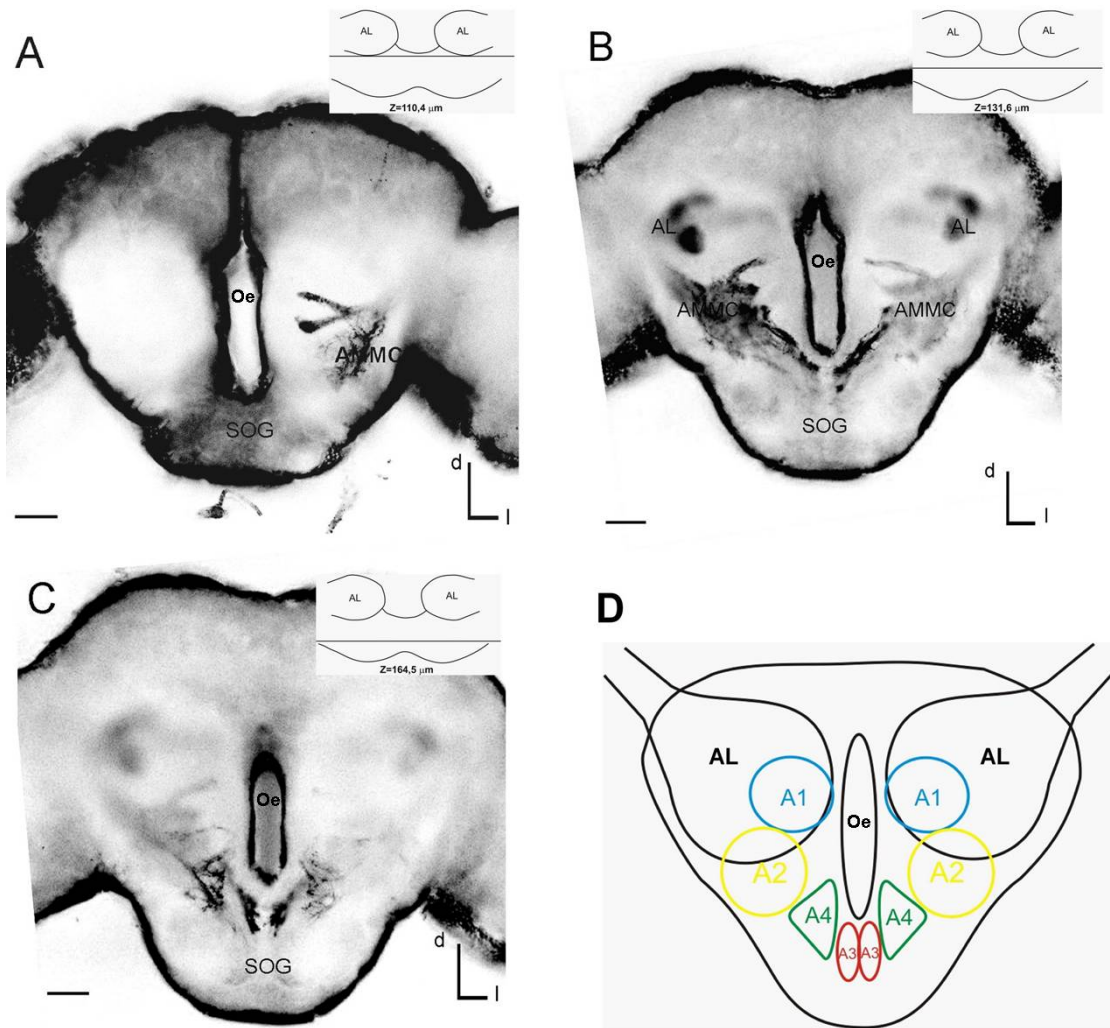 A
AL AL
Z=110,4 µm
Oe
AMMC
SOG
d
l
B
AL AL
Z=131,6 µm
AL AL
Oe
AMMC AMMC
SOG
d
l
C
AL AL
Z=164,5 µm
Oe
SOG
d
l
D
AL AL
A1 A1
Oe
A2 A2
A4 A4
A3 A3